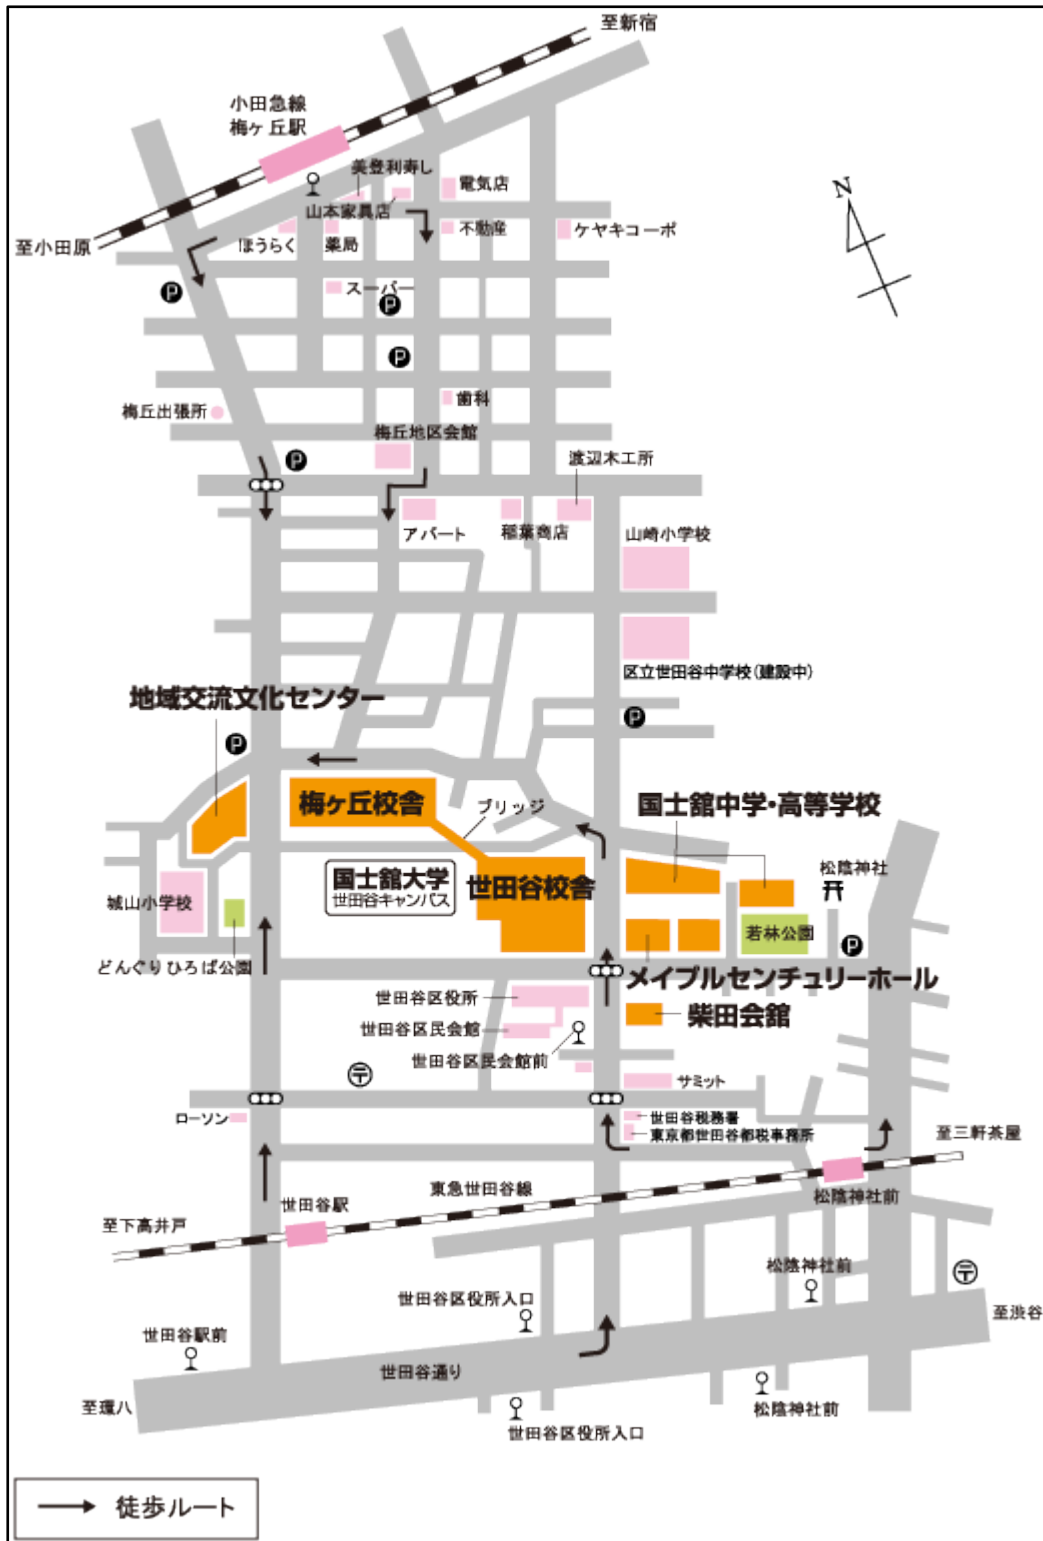 至新宿
小田急線
梅ヶ丘駅
美登利寿し
電気店
山本家具店
至小田原
ほうらく
薬局
不動産
ケヤキコーポ
N
P
スーパー
P
P
歯科
梅丘出張所
梅丘地区会館
P
渡辺木工所
アパート
稲葉商店
山崎小学校
区立世田谷中学校(建設中)
地域交流文化センター
P
P
梅ヶ丘校舎
ブリッジ
国士舘中学・高等学校
国士舘大学
世田谷キャンパス
世田谷校舎
松陰神社
城山小学校
若林公園
P
どんぐりひろば公園
メイプルセンチュリーホール
世田谷区役所
柴田会舘
世田谷区民会館
世田谷区民会館前
〒
サミット
ローソン
世田谷税務署
東京都世田谷都税事務所
至三軒茶屋
世田谷駅
東急世田谷線
松陰神社前
至下高井戸
松陰神社前
〒
世田谷区役所入口
至渋谷
世田谷駅前
世田谷通り
至環八
松陰神社前
世田谷区役所入口
徒歩ルート